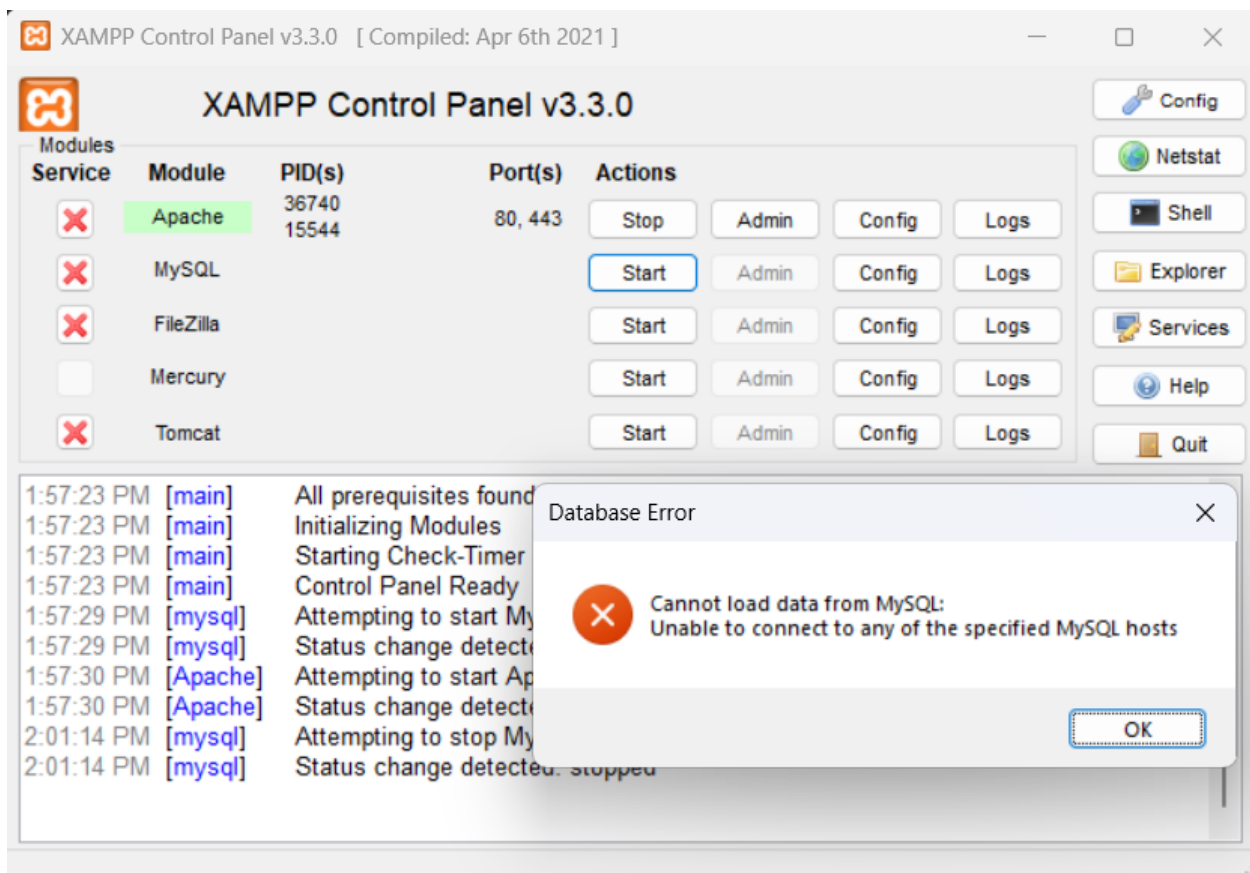 XAMPP Control Panel v3.3.0 [ Compiled: Apr 6th 2021 ]
XAMPP Control Panel v3.3.0
Modules
Service Module PID(s) Port(s) Actions
Apache 36740 15544 80, 443 Stop Admin Config Logs
MySQL Start Admin Config Logs
FileZilla Start Admin Config Logs
Mercury Start Admin Config Logs
Tomcat Start Admin Config Logs
Config
Netstat
Shell
Explorer
Services
Help
Quit
1:57:23 PM [main] All prerequisites found
1:57:23 PM [main] Initializing Modules
1:57:23 PM [main] Starting Check-Timer
1:57:23 PM [main] Control Panel Ready
1:57:29 PM [mysql] Attempting to start My
1:57:29 PM [mysql] Status change detecte
1:57:30 PM [Apache] Attempting to start Ap
1:57:30 PM [Apache] Status change detecte
2:01:14 PM [mysql] Attempting to stop My
2:01:14 PM [mysql] Status change detected: stopped
Database Error
Cannot load data from MySQL:
Unable to connect to any of the specified MySQL hosts
OK